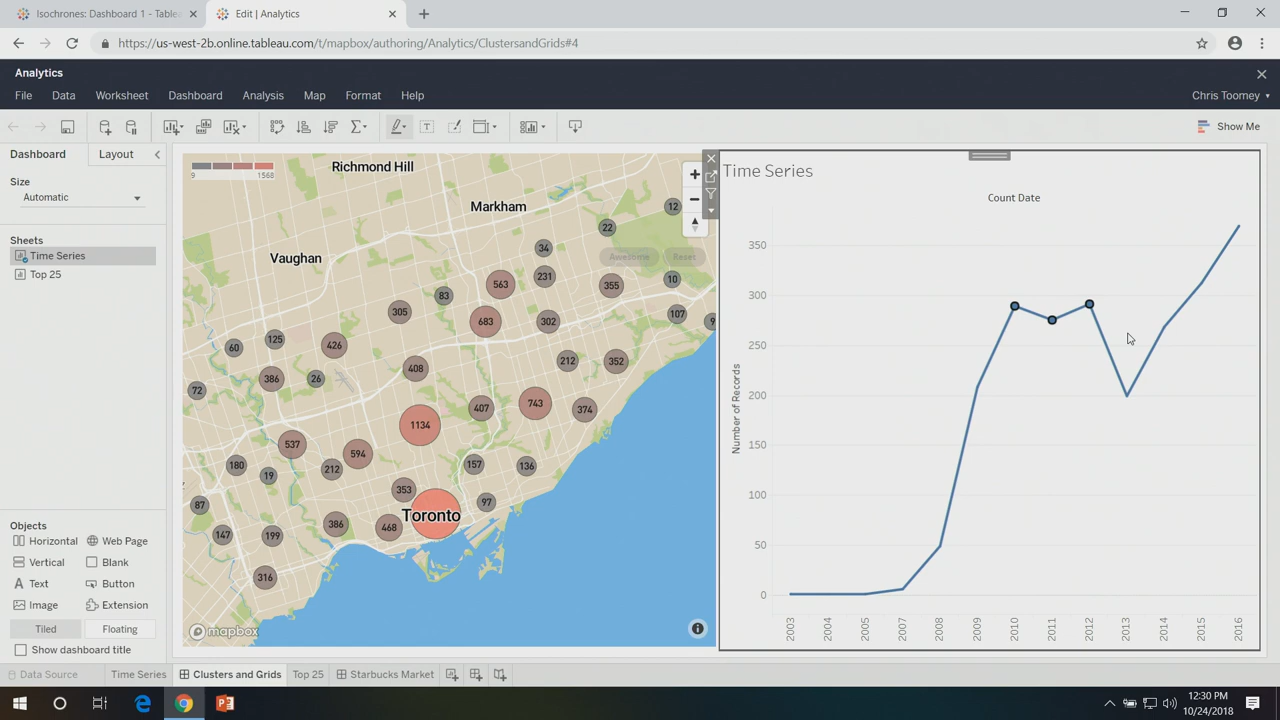 Isochrones: Dashboard 1 - Table
Edit | Analytics
https://us-west-2b.online.tableau.com/t/mapbox/authoring/Analytics/ClustersandGrids#4
Analytics
File Data Worksheet Dashboard Analysis Map Format Help
Chris Toomey
Show Me
Dashboard Layout
Size
Automatic
Sheets
Time Series
Top 25
Objects
Horizontal Web Page
Vertical Blank
Text Button
Image Extension
Tiled Floating
Show dashboard title
9 1568
Richmond Hill
Markham
Vaughan
Toronto
Awesome Reset
12
22
34
231
563
83
355
10
305
683
302
107
9
125
60
426
212
352
408
386
26
72
407
743
374
1134
537
594
180
212
157
136
19
353
97
87
386
468
147
199
316
mapbox
Time Series
Count Date
Number of Records
350
300
250
200
150
100
50
0
2003 2004 2005 2007 2008 2009 2010 2011 2012 2013 2014 2015 2016
Data Source Time Series Clusters and Grids Top 25 Starbucks Market
12:30 PM
10/24/2018